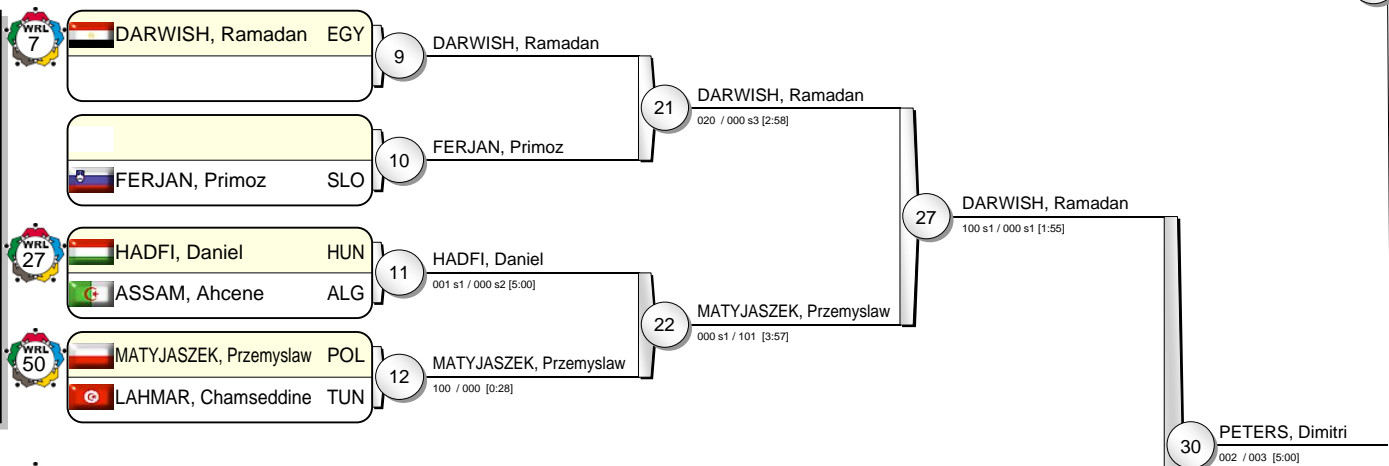 WRL
7
DARWISH, Ramadan EGY
9
DARWISH, Ramadan
21
DARWISH, Ramadan
020 / 000 s3 [2:58]
10
FERJAN, Primoz
FERJAN, Primoz SLO
27
DARWISH, Ramadan
100 s1 / 000 s1 [1:55]
WRL
27
HADFI, Daniel HUN
11
HADFI, Daniel
001 s1 / 000 s2 [5:00]
ASSAM, Ahcene ALG
22
MATYJASZEK, Przemyslaw
000 s1 / 101 [3:57]
WRL
50
MATYJASZEK, Przemyslaw POL
12
MATYJASZEK, Przemyslaw
100 / 000 [0:28]
LAHMAR, Chamseddine TUN
30
PETERS, Dimitri
002 / 003 [5:00]